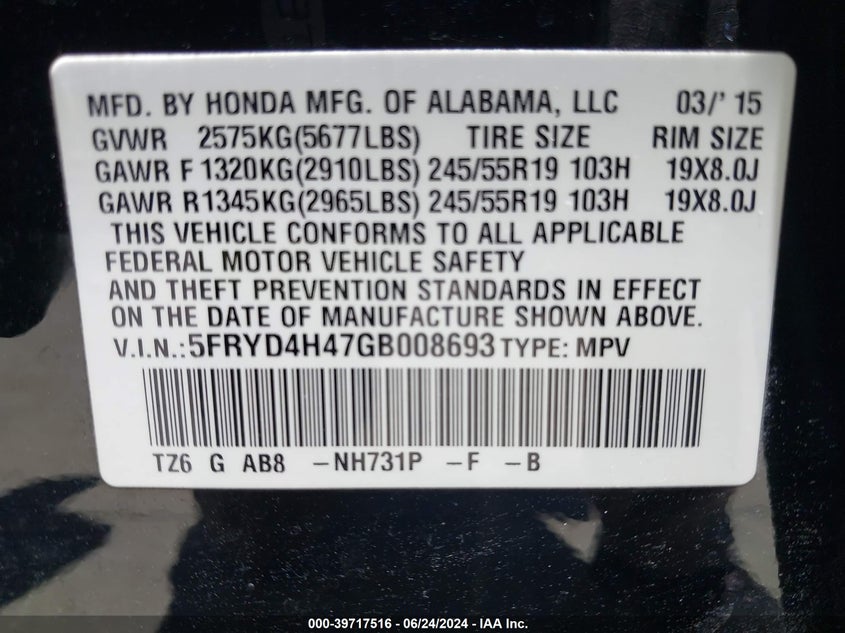 MFD. BY HONDA MFG. OF ALABAMA, LLC 03/' 15
GVWR 2575KG(5677LBS) TIRE SIZE RIM SIZE
GAWR F 1320KG(2910LBS) 245/55R19 103H 19X8.0J
GAWR R1345KG(2965LBS) 245/55R19 103H 19X8.0J
THIS VEHICLE CONFORMS TO ALL APPLICABLE
FEDERAL MOTOR VEHICLE SAFETY
AND THEFT PREVENTION STANDARDS IN EFFECT
ON THE DATE OF MANUFACTURE SHOWN ABOVE.
V.I.N.:5FRYD4H47GB008693 TYPE: MPV
TZ6 G AB8 -NH731P -F -B
000-39717516 - 06/24/2024 - IAA Inc.